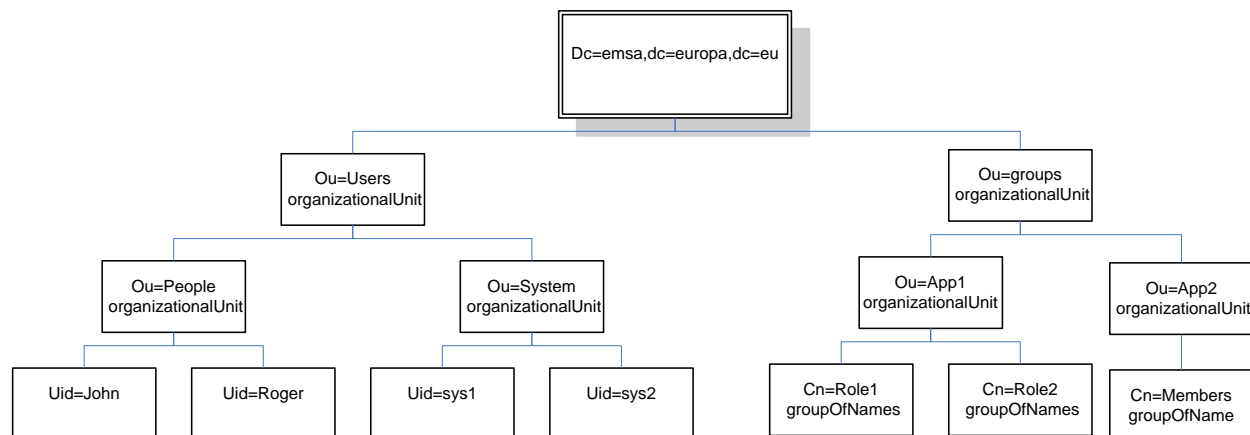 Dc=emsa,dc=europa,dc=eu
Ou=Users
organizationalUnit
Ou=groups
organizationalUnit
Ou=People
organizationalUnit
Ou=System
organizationalUnit
Ou=App1
organizationalUnit
Ou=App2
organizationalUnit
Uid=John
Uid=Roger
Uid=sys1
Uid=sys2
Cn=Role1
groupOfNames
Cn=Role2
groupOfNames
Cn=Members
groupOfName